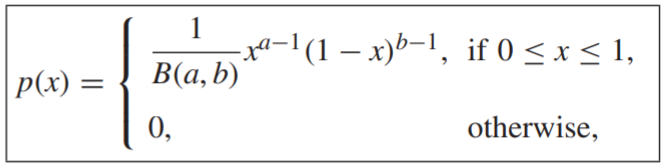 p(x) = { 1/B(a, b) x^{a−1}(1 − x)^{b−1}, if 0 ≤ x ≤ 1,
0, otherwise,